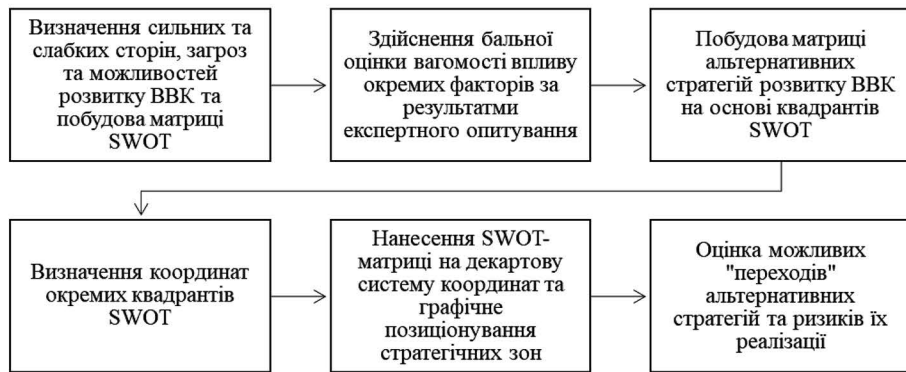 Визначення сильних та
слабких сторін, загроз
та можливостей
розвитку ВВК та
побудова матриці
SWOT
Здійснення бальної
оцінки вагомості впливу
окремих факторів за
результатми
експертного опитування
Побудова матриці
альтернативних
стратегій розвитку ВВК
на основі квадрантів
SWOT
Визначення координат
окремих квадрантів
SWOT
Нанесення SWOT-
матриці на декартову
систему координат та
графічне
позиціонування
стратегічних зон
Оцінка можливих
"переходів"
альтернативних
стратегій та ризиків їх
реалізації